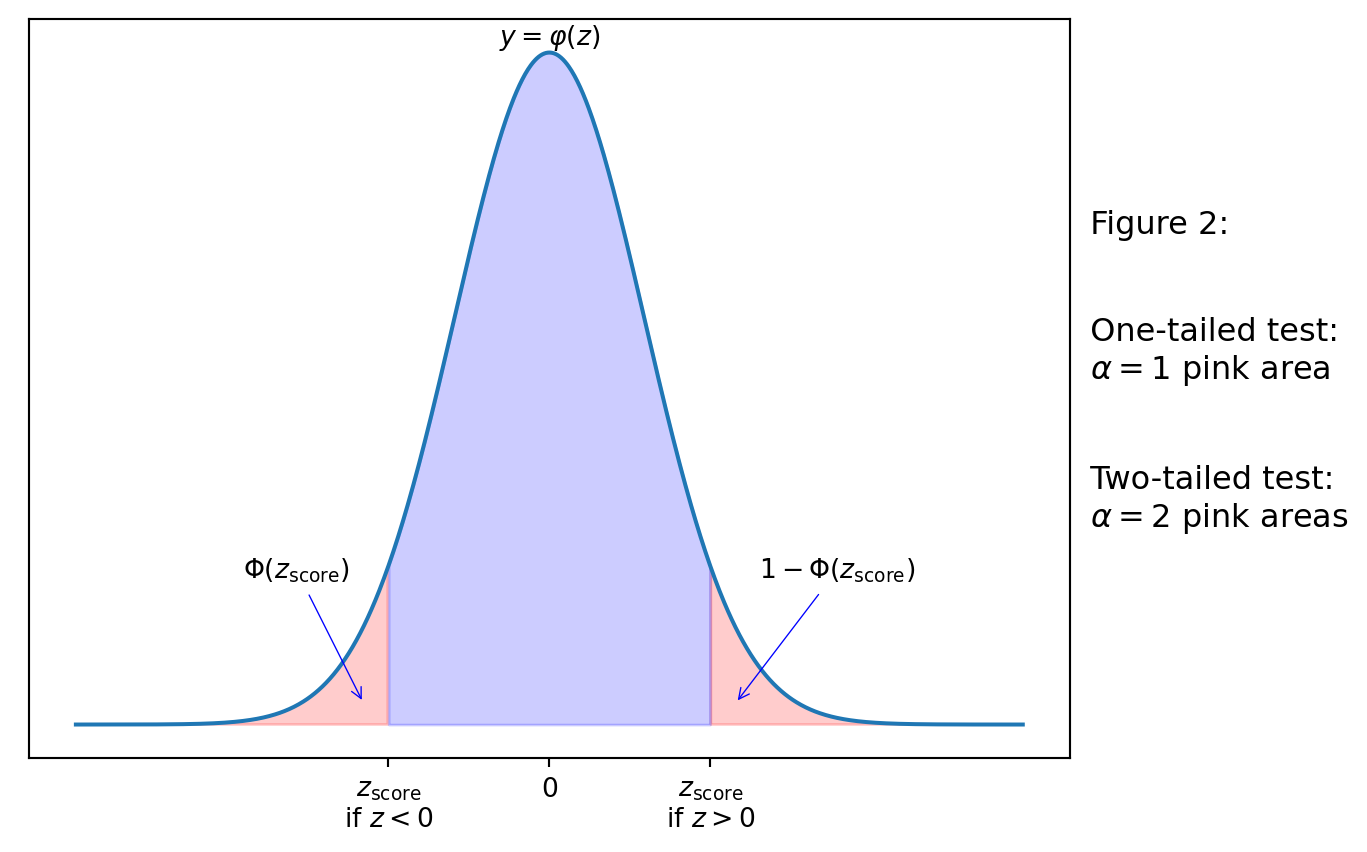 y = φ(z)
Figure 2:
One-tailed test:
α = 1 pink area
Two-tailed test:
α = 2 pink areas
Φ(z_score)
1 − Φ(z_score)
z_score
if z < 0
0
z_score
if z > 0